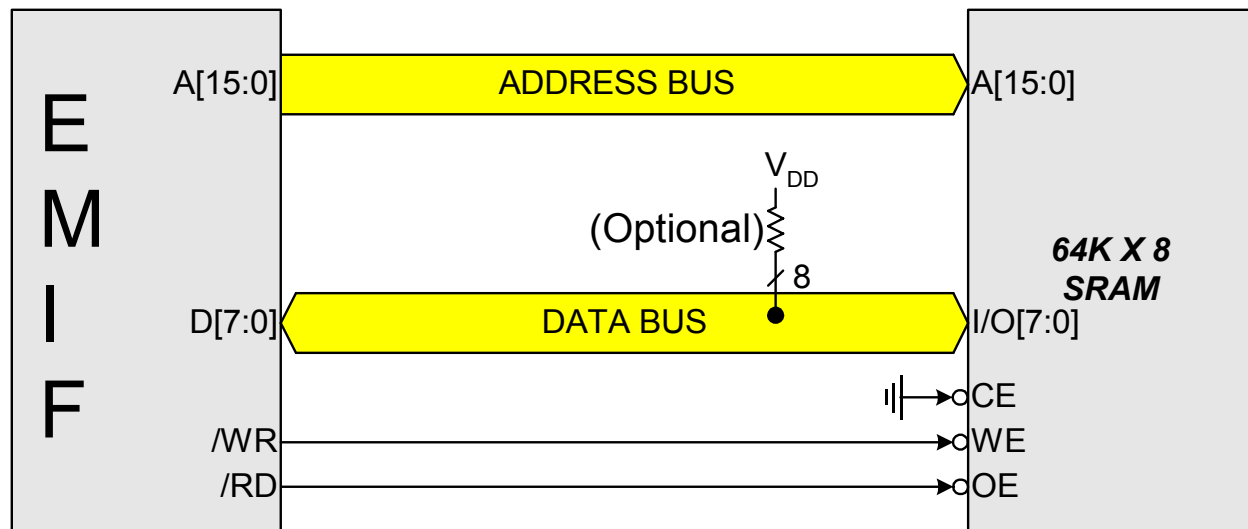 E
M
I
F
A[15:0]
ADDRESS BUS
A[15:0]
VDD
(Optional)
8
64K X 8
SRAM
D[7:0]
DATA BUS
I/O[7:0]
CE
/WR
WE
/RD
OE